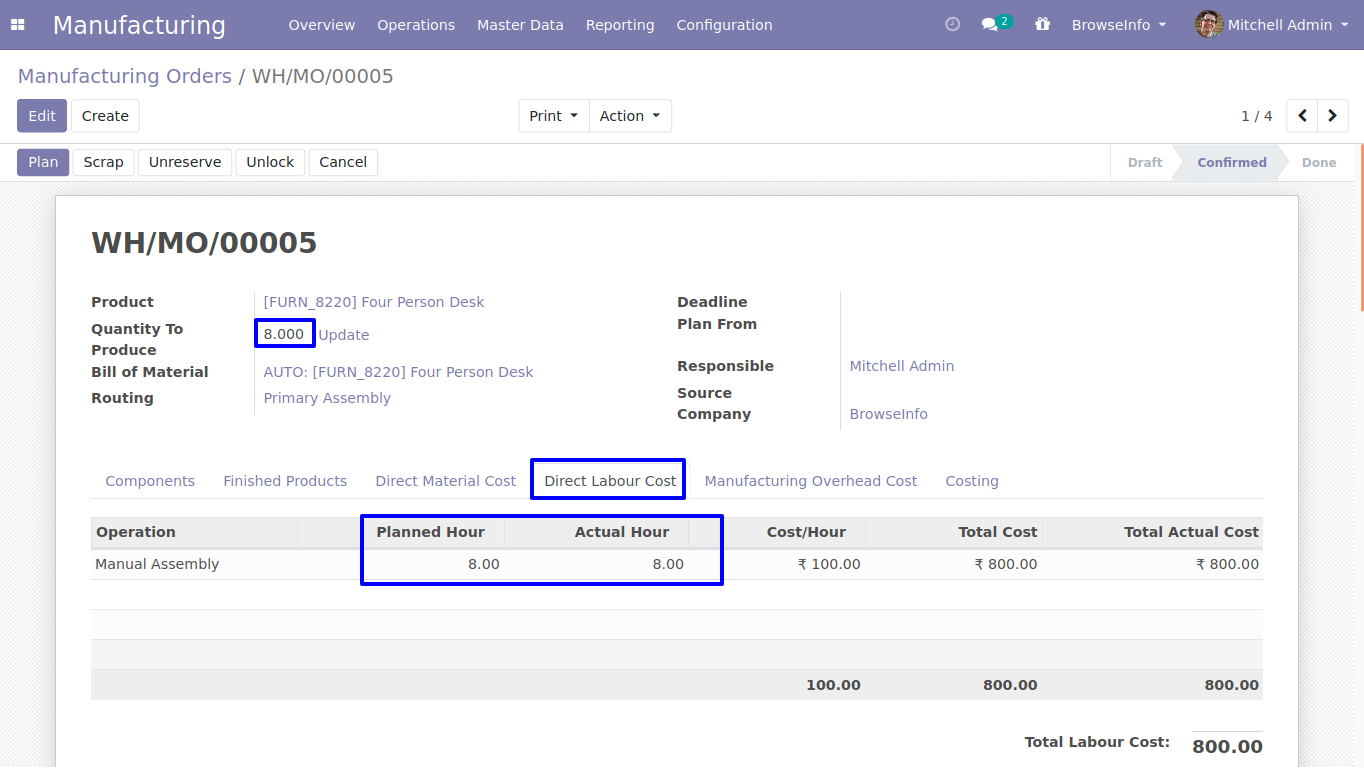 Manufacturing Overview Operations Master Data Reporting Configuration 2 BrowseInfo Mitchell Admin
Manufacturing Orders / WH/MO/00005
Edit Create Print Action 1 / 4
Plan Scrap Unreserve Unlock Cancel Draft Confirmed Done
WH/MO/00005
Product [FURN_8220] Four Person Desk
Quantity To Produce 8.000 Update
Bill of Material AUTO: [FURN_8220] Four Person Desk
Routing Primary Assembly
Deadline
Plan From
Responsible Mitchell Admin
Source
Company BrowseInfo
Components Finished Products Direct Material Cost Direct Labour Cost Manufacturing Overhead Cost Costing
Operation Planned Hour Actual Hour Cost/Hour Total Cost Total Actual Cost
Manual Assembly 8.00 8.00 ₹ 100.00 ₹ 800.00 ₹ 800.00
100.00 800.00 800.00
Total Labour Cost: 800.00